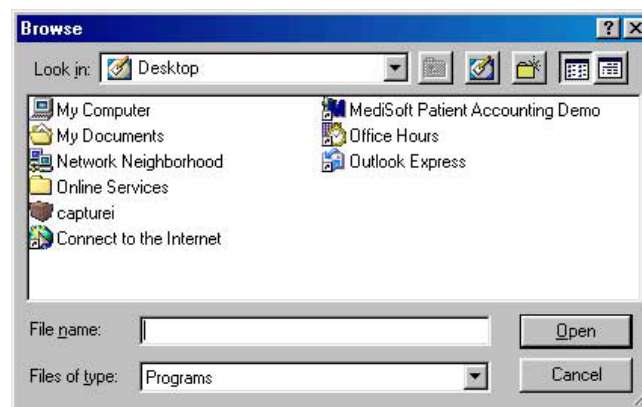 Browse
Look in: Desktop
My Computer
My Documents
Network Neighborhood
Online Services
capturei
Connect to the Internet
MediSoft Patient Accounting Demo
Office Hours
Outlook Express
File name:
Open
Files of type: Programs
Cancel